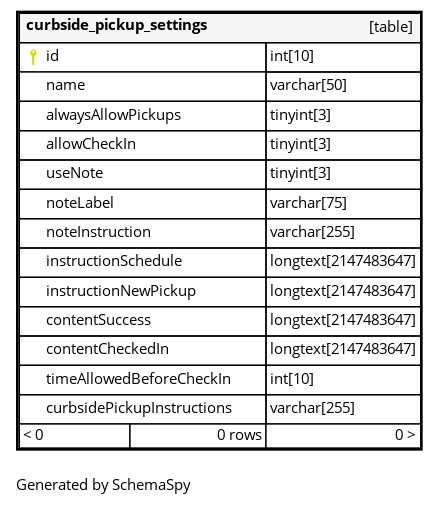 curbside_pickup_settings [table]
id int[10]
name varchar[50]
alwaysAllowPickups tinyint[3]
allowCheckIn tinyint[3]
useNote tinyint[3]
noteLabel varchar[75]
noteInstruction varchar[255]
instructionSchedule longtext[2147483647]
instructionNewPickup longtext[2147483647]
contentSuccess longtext[2147483647]
contentCheckedIn longtext[2147483647]
timeAllowedBeforeCheckIn int[10]
curbsidePickupInstructions varchar[255]
< 0 0 rows 0 >
Generated by SchemaSpy